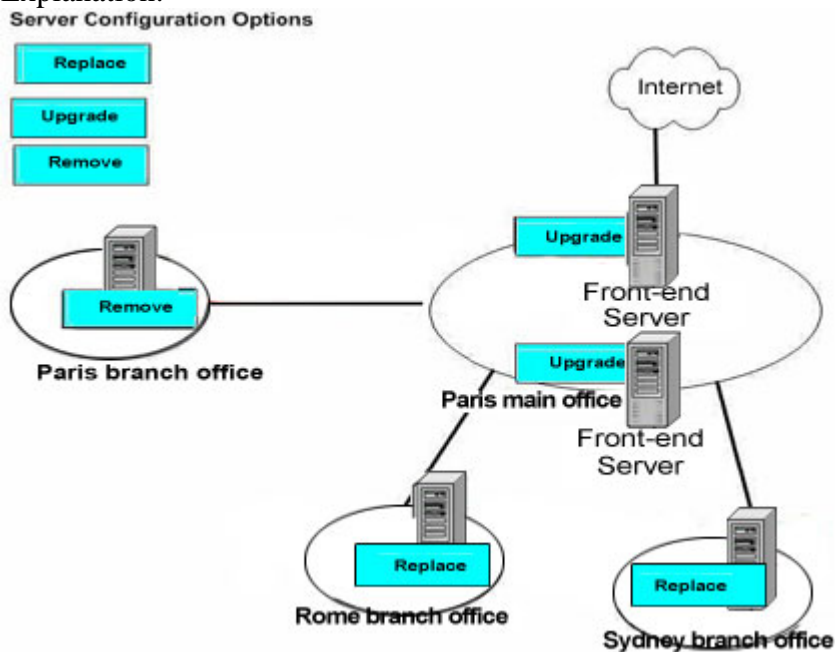 Explanation:
Server Configuration Options
Replace
Upgrade
Remove
Internet
Upgrade
Front-end
Server
Remove
Paris branch office
Upgrade
Paris main office
Front-end
Server
Replace
Rome branch office
Replace
Sydney branch office